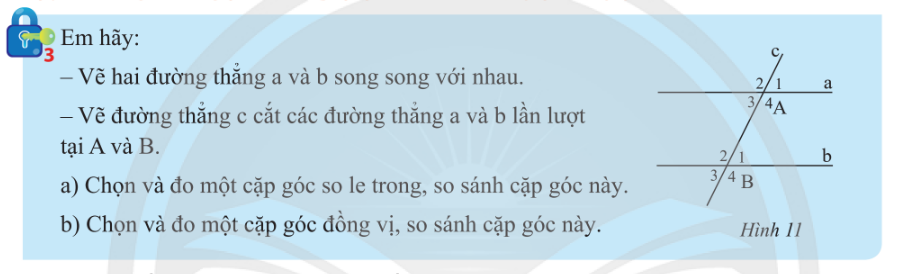 3
Em hãy:
– Vẽ hai đường thẳng a và b song song với nhau.
– Vẽ đường thẳng c cắt các đường thẳng a và b lần lượt
tại A và B.
a) Chọn và đo một cặp góc so le trong, so sánh cặp góc này.
b) Chọn và đo một cặp góc đồng vị, so sánh cặp góc này.
c
2 1 a
3 4 A
2 1 b
3 4 B
Hình 11